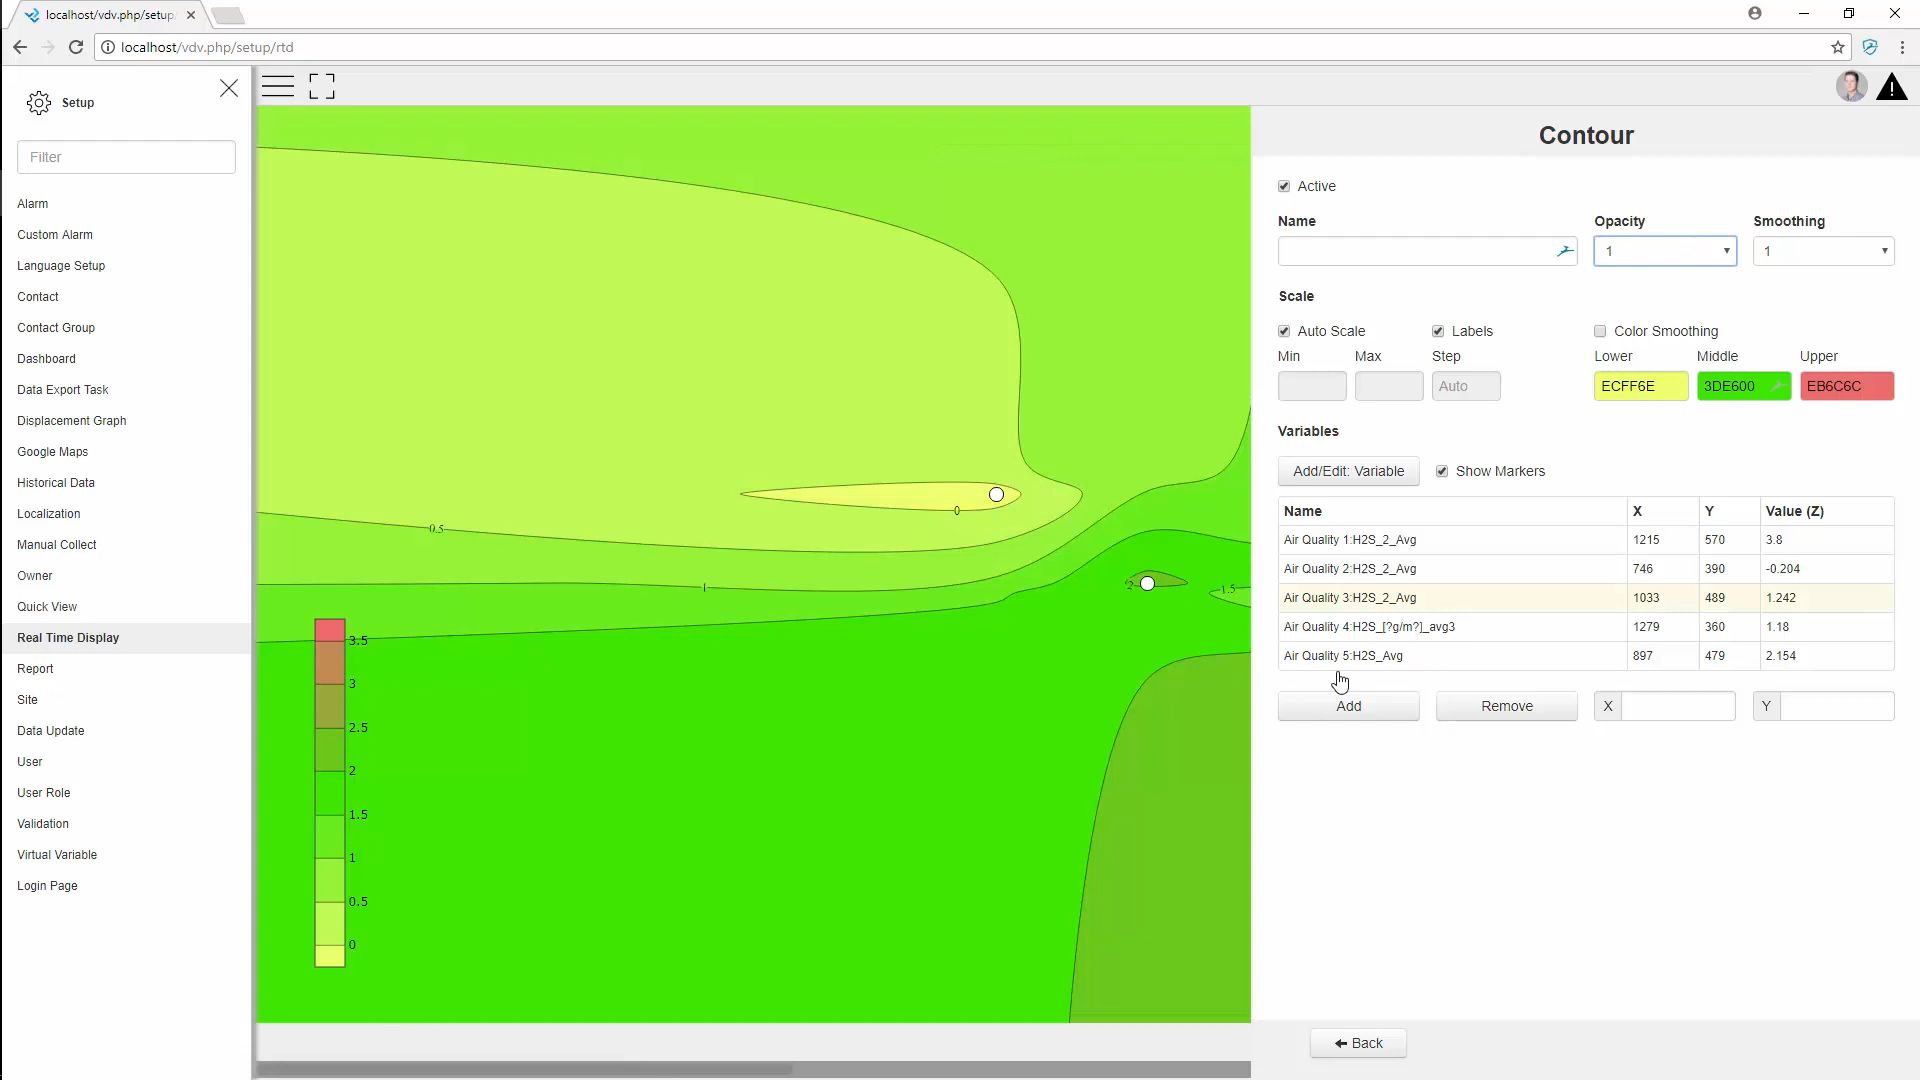 localhost/vdv.php/setup
localhost/vdv.php/setup/rtd
Setup
Filter
Alarm
Custom Alarm
Language Setup
Contact
Contact Group
Dashboard
Data Export Task
Displacement Graph
Google Maps
Historical Data
Localization
Manual Collect
Owner
Quick View
Real Time Display
Report
Site
Data Update
User
User Role
Validation
Virtual Variable
Login Page
0.5
0
1
2
1.5
3.5
3
2.5
2
1.5
1
0.5
0
Contour
Active
Name Opacity Smoothing
1 1
Scale
Auto Scale Labels Color Smoothing
Min Max Step Lower Middle Upper
Auto ECFF6E 3DE600 EB6C6C
Variables
Add/Edit: Variable Show Markers
Name X Y Value (Z)
Air Quality 1:H2S_2_Avg 1215 570 3.8
Air Quality 2:H2S_2_Avg 746 390 -0.204
Air Quality 3:H2S_2_Avg 1033 489 1.242
Air Quality 4:H2S_[?g/m?]_avg3 1279 360 1.18
Air Quality 5:H2S_Avg 897 479 2.154
Add Remove X Y
Back